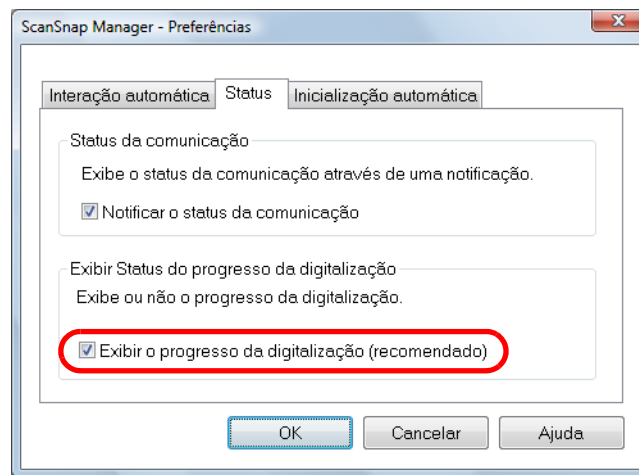 ScanSnap Manager - Preferências
Interação automática Status Inicialização automática
Status da comunicação
Exibe o status da comunicação através de uma notificação.
Notificar o status da comunicação
Exibir Status do progresso da digitalização
Exibe ou não o progresso da digitalização.
Exibir o progresso da digitalização (recomendado)
OK Cancelar Ajuda